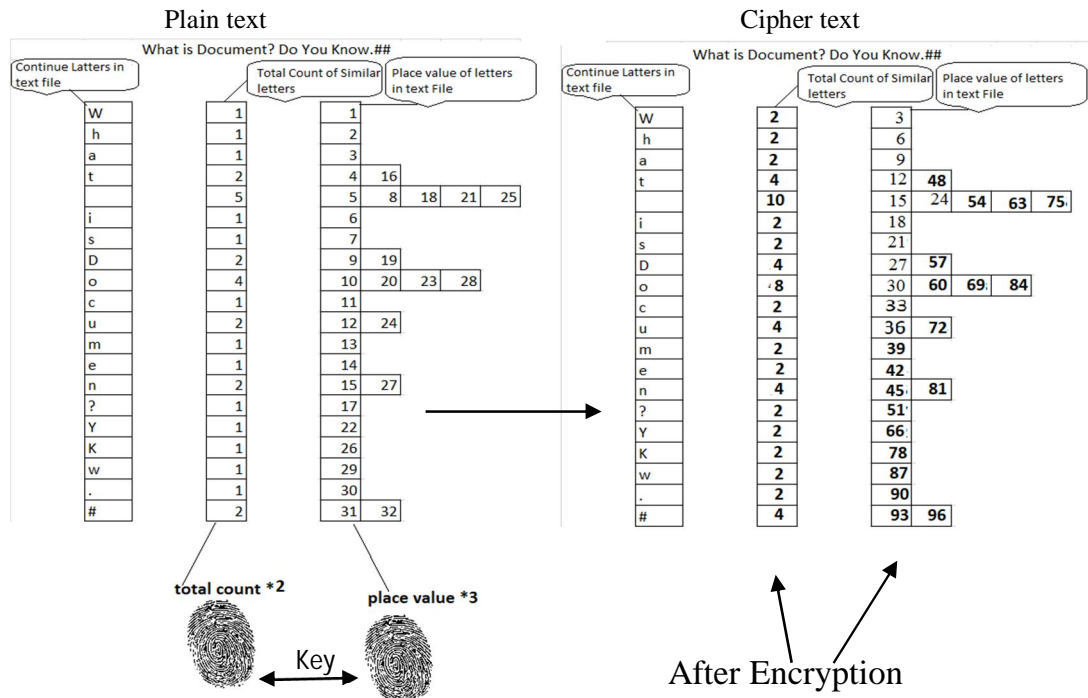 Plain text
Cipher text
What is Document? Do You Know.##
What is Document? Do You Know.##
Continue Latters in
text file
Total Count of Similar
letters
Place value of letters
in text File
Continue Latters in
text file
Total Count of Similar
letters
Place value of letters
in text File
W 1 1
h 1 2
a 1 3
t 2 4 16
5 5 8 18 21 25
i 1 6
s 1 7
D 2 9 19
o 4 10 20 23 28
c 1 11
u 2 12 24
m 1 13
e 1 14
n 2 15 27
? 1 17
Y 1 22
K 1 26
w 1 29
. 1 30
# 2 31 32
W 2 3
h 2 6
a 2 9
t 4 12 48
10 15 24 54 63 75
i 2 18
s 2 21
D 4 27 57
o 8 30 60 69 84
c 2 33
u 4 36 72
m 2 39
e 2 42
n 4 45 81
? 2 51
Y 2 66
K 2 78
w 2 87
. 2 90
# 4 93 96
total count *2
place value *3
Key
After Encryption